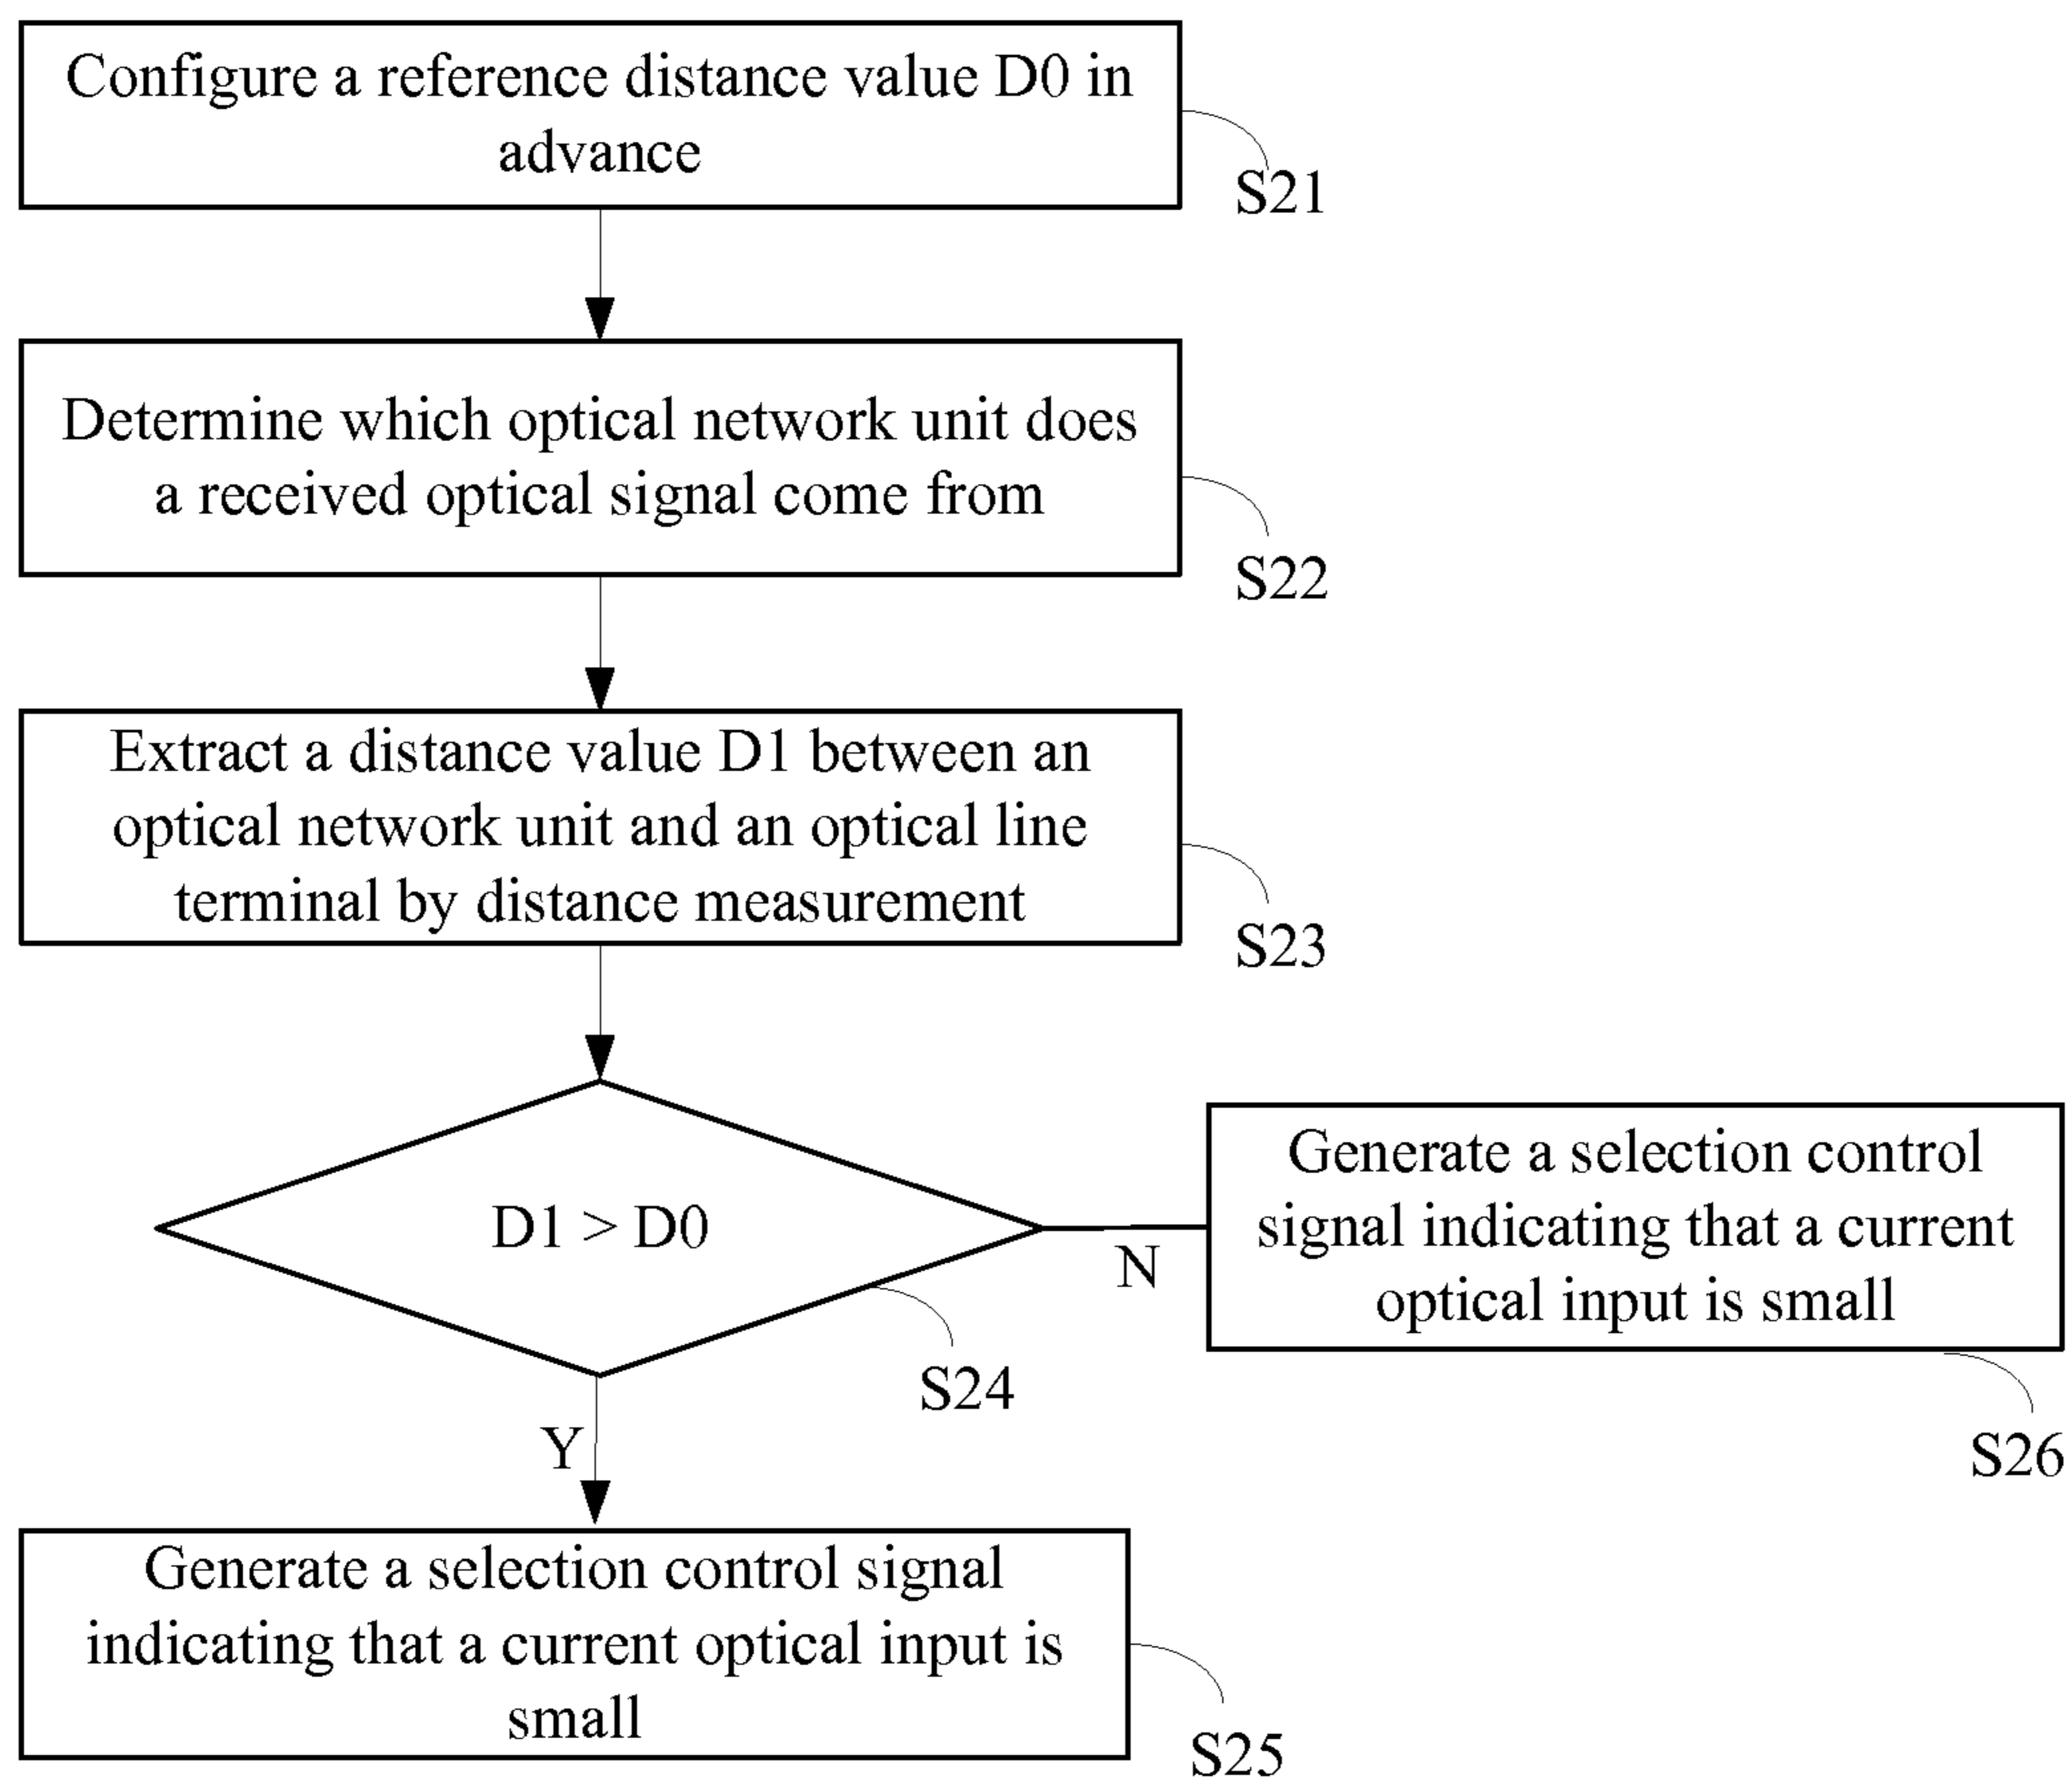 Configure a reference distance value D0 in
advance
S21
Determine which optical network unit does
a received optical signal come from
S22
Extract a distance value D1 between an
optical network unit and an optical line
terminal by distance measurement
S23
D1 > D0
S24
N
Generate a selection control
signal indicating that a current
optical input is small
S26
Y
Generate a selection control signal
indicating that a current optical input is
small
S25